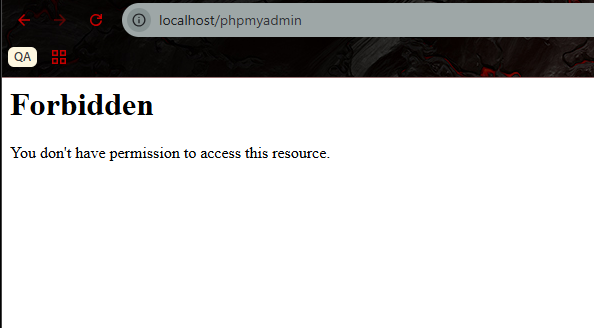 localhost/phpmyadmin
QA
Forbidden
You don't have permission to access this resource.